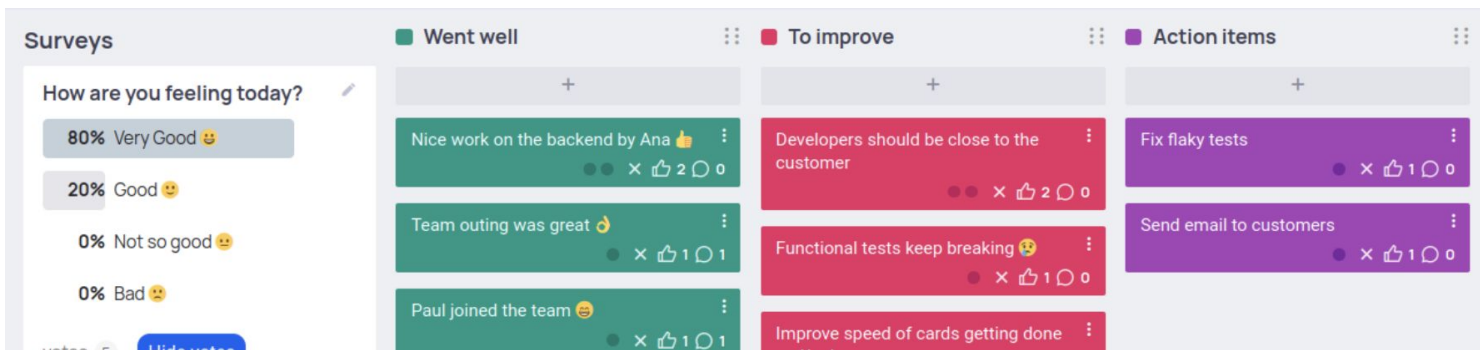 Surveys
How are you feeling today?
80% Very Good 😀
20% Good 🙂
0% Not so good 😐
0% Bad 🙁
votes 5 Hide votes
Went well
+
Nice work on the backend by Ana 👍
2 0
Team outing was great 👌
1 1
Paul joined the team 😄
1 1
To improve
+
Developers should be close to the
customer
2 0
Functional tests keep breaking 😢
1 0
Improve speed of cards getting done
Action items
+
Fix flaky tests
1 0
Send email to customers
1 0